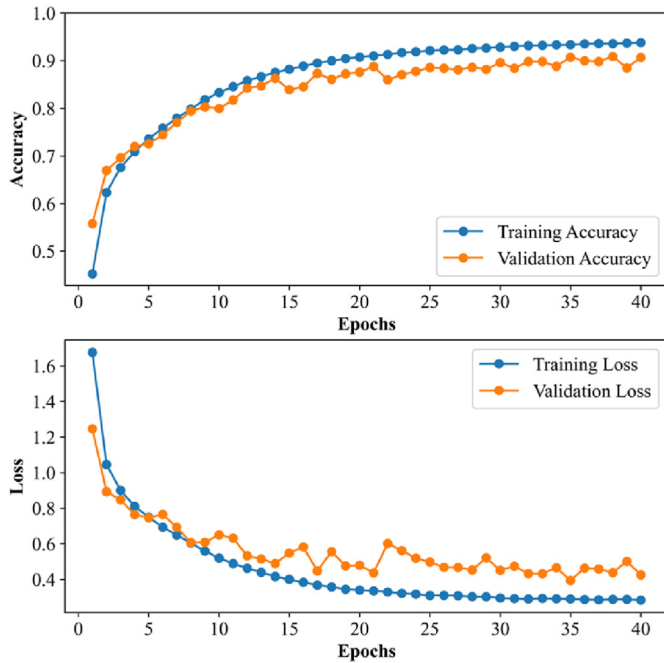 1.0
0.9
0.8
0.7
0.6
0.5
Accuracy
Training Accuracy
Validation Accuracy
0 5 10 15 20 25 30 35 40
Epochs
1.6
1.4
1.2
1.0
0.8
0.6
0.4
Loss
Training Loss
Validation Loss
0 5 10 15 20 25 30 35 40
Epochs